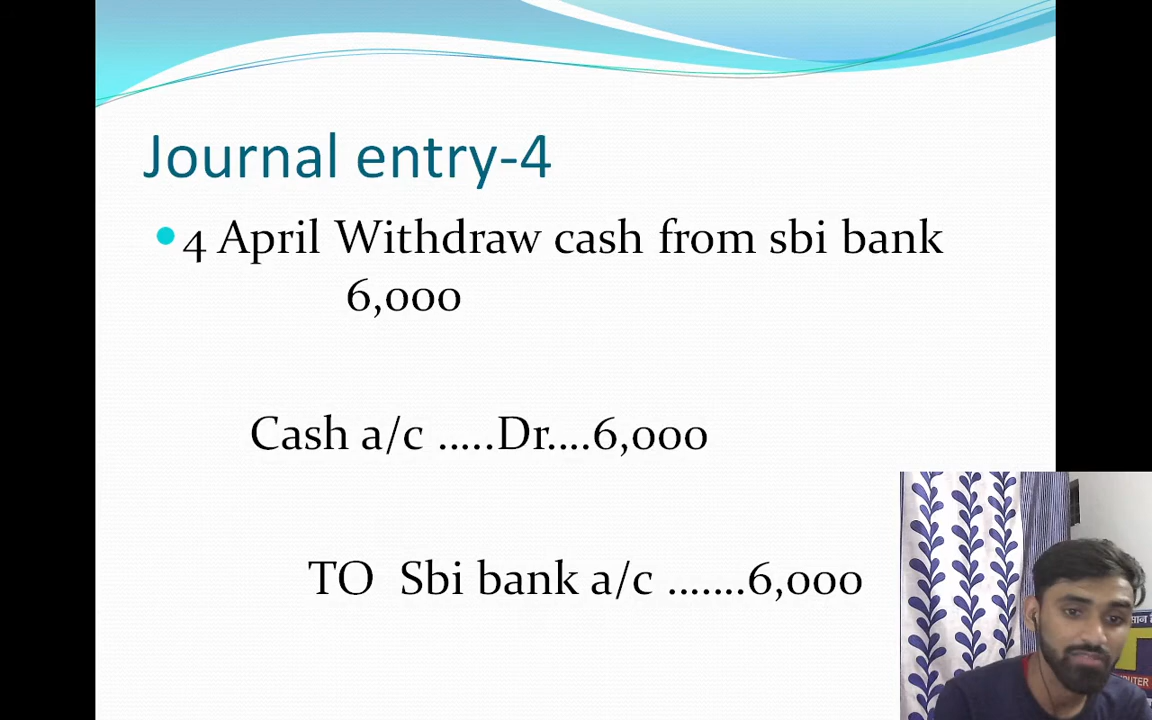 Journal entry-4
4 April Withdraw cash from sbi bank
6,000
Cash a/c .....Dr....6,000
TO Sbi bank a/c .......6,000